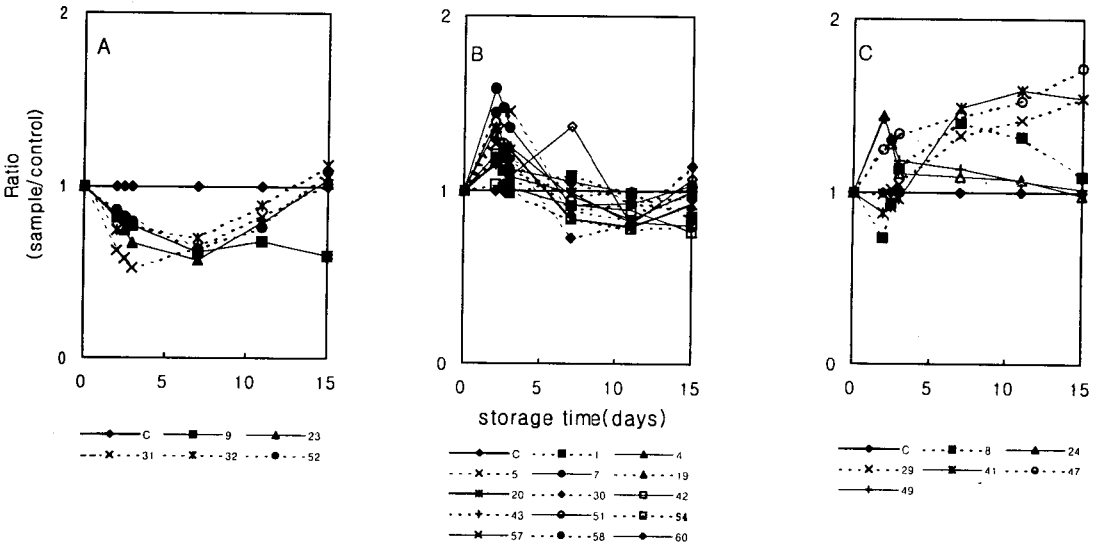 2
2
2
A
B
C
Ratio
(sample/control)
1
1
1
0
0
0
0 5 10 15
0 5 10 15
0 5 10 15
storage time(days)
C 9 23
31 32 52
C 1 4
5 7 19
20 30 42
43 51 54
57 58 60
C 8 24
29 41 47
49